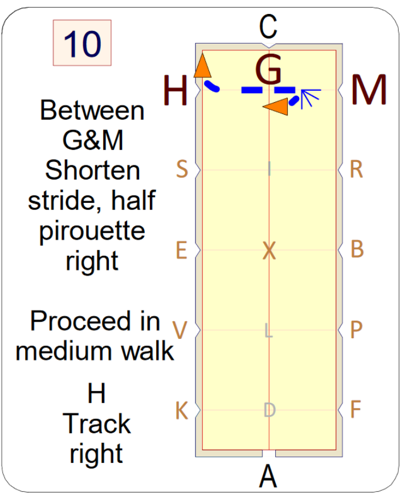 10
C
G
H
M
Between
G&M
Shorten
stride, half
pirouette
right
S
I
R
E
X
B
Proceed in
medium walk
V
L
P
H
Track
right
K
D
F
A